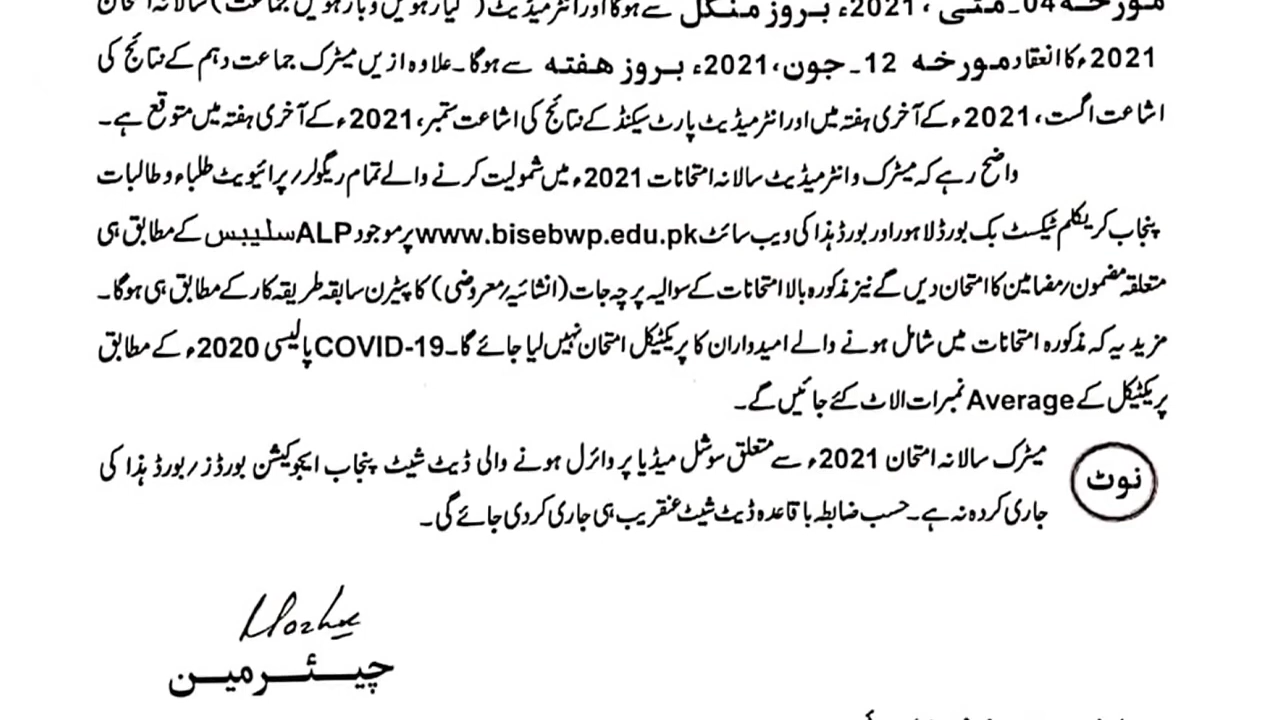 مورخہ 04۔مئی ،2021ء بروز منگل سے ہوگا اور انٹرمیڈیٹ (گیارہویں و بارہویں جماعت) سالانہ امتحان
2021ء کا انعقاد مورخہ 12۔جون،2021ء بروز ہفتہ سے ہوگا۔علاوہ ازیں میٹرک جماعت دہم کے نتائج کی
اشاعت اگست،2021ء کے آخری ہفتہ میں اور انٹرمیڈیٹ پارٹ سیکنڈ کے نتائج کی اشاعت ستمبر،2021ء کے آخری ہفتہ میں متوقع ہے۔
واضح رہے کہ میٹرک و انٹرمیڈیٹ سالانہ امتحانات 2021ء میں شمولیت کرنے والے تمام ریگولر؍پرائیویٹ طلباء و طالبات
پنجاب کریکلم ٹیکسٹ بک بورڈ لاہور اور بورڈ ہذا کی ویب سائٹ www.bisebwp.edu.pk پر موجود ALP سلیبس کے مطابق ہی
متعلقہ مضمون؍مضامین کا امتحان دیں گے نیز مذکورہ بالا امتحانات کے سوالیہ پرچہ جات (انشائیہ؍معروضی) کا پیٹرن سابقہ طریقہ کار کے مطابق ہی ہوگا۔
مزید یہ کہ مذکورہ امتحانات میں شامل ہونے والے امیدواران کا پریکٹیکل امتحان نہیں لیا جائے گا۔COVID-19 پالیسی 2020ء کے مطابق
پریکٹیکل کے Average نمبرات الاٹ کئے جائیں گے۔
نوٹ میٹرک سالانہ امتحان 2021ء سے متعلق سوشل میڈیا پر وائرل ہونے والی ڈیٹ شیٹ پنجاب ایجوکیشن بورڈز؍بورڈ ہذا کی
جاری کردہ نہ ہے۔حسب ضابطہ باقاعدہ ڈیٹ شیٹ عنقریب ہی جاری کردی جائے گی۔
چیئرمین